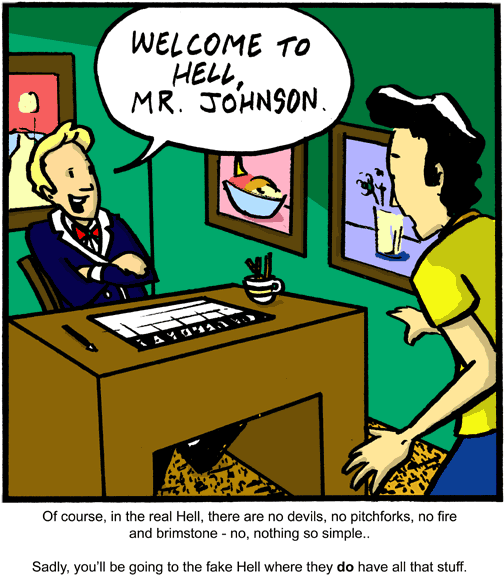 WELCOME TO
HELL,
MR. JOHNSON.
Of course, in the real Hell, there are no devils, no pitchforks, no fire
and brimstone - no, nothing so simple..
Sadly, you'll be going to the fake Hell where they do have all that stuff.